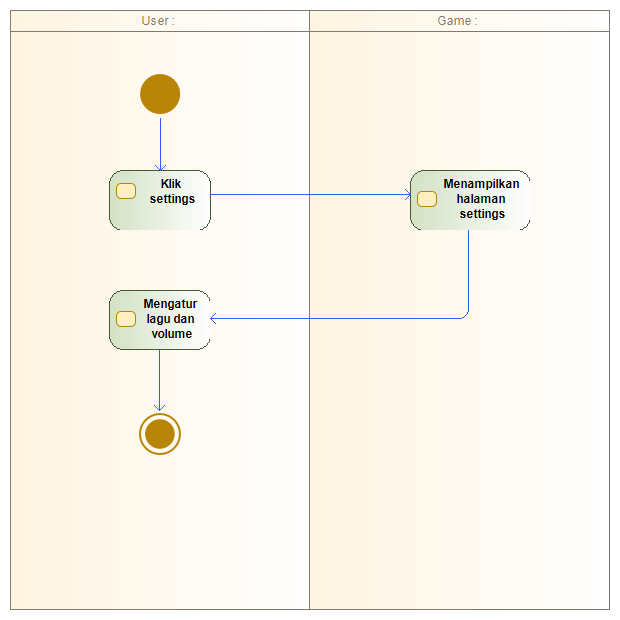 User :
Game :
Klik
settings
Menampilkan
halaman
settings
Mengatur
lagu dan
volume